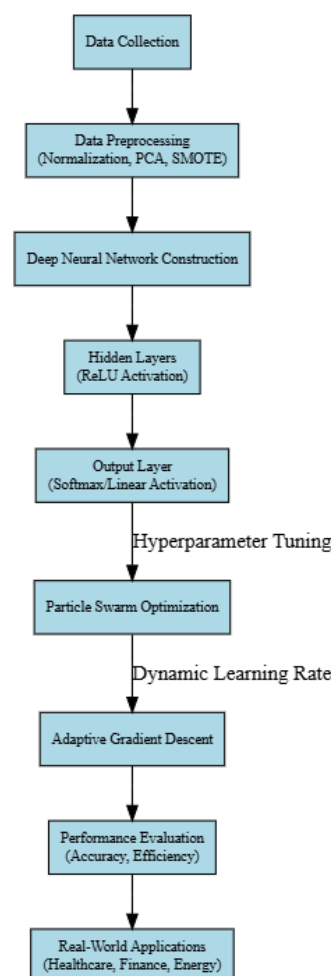 Data Collection
Data Preprocessing
(Normalization, PCA, SMOTE)
Deep Neural Network Construction
Hidden Layers
(ReLU Activation)
Output Layer
(Softmax/Linear Activation)
Hyperparameter Tuning
Particle Swarm Optimization
Dynamic Learning Rate
Adaptive Gradient Descent
Performance Evaluation
(Accuracy, Efficiency)
Real-World Applications
(Healthcare, Finance, Energy)